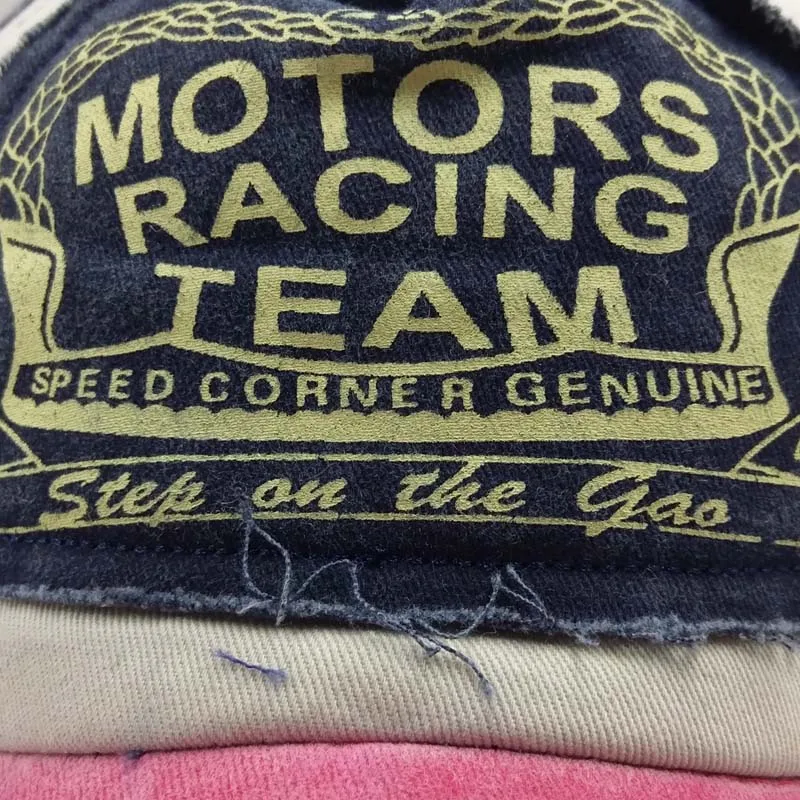 MOTORS
RACING
TEAM
SPEED CORNER GENUINE
Step on the Gao